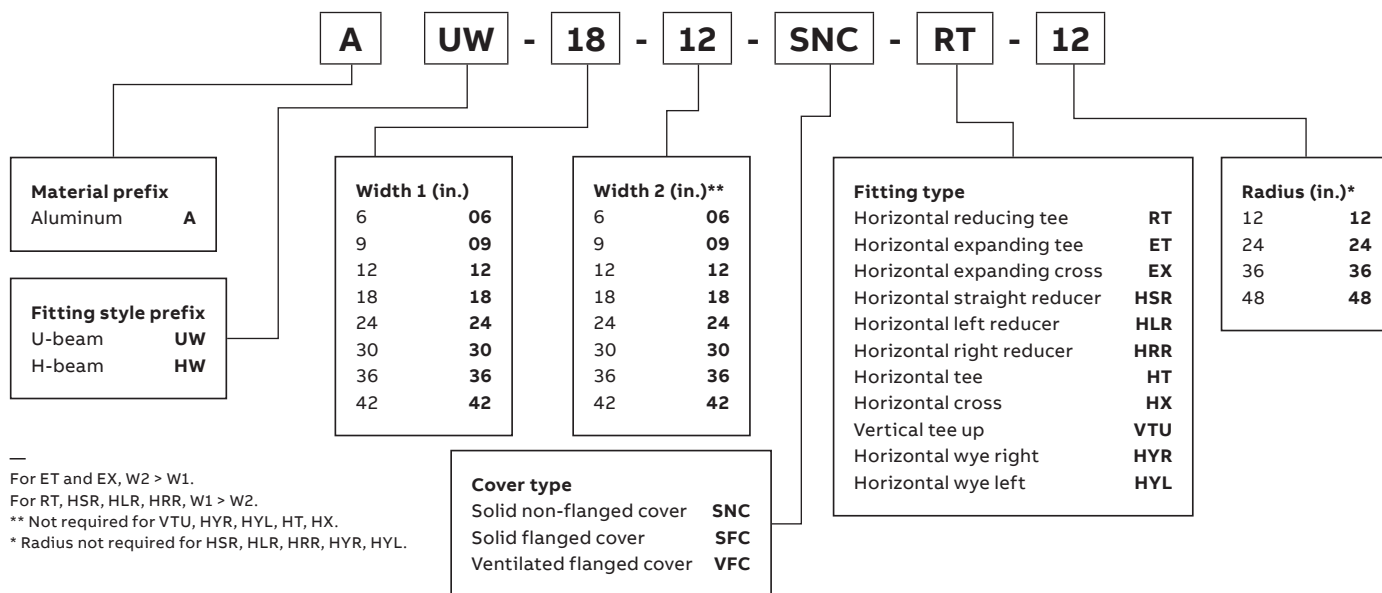 A UW - 18 - 12 - SNC - RT - 12
Material prefix
Aluminum A
Fitting style prefix
U-beam UW
H-beam HW
Width 1 (in.)
6 06
9 09
12 12
18 18
24 24
30 30
36 36
42 42
Width 2 (in.)**
6 06
9 09
12 12
18 18
24 24
30 30
36 36
42 42
Fitting type
Horizontal reducing tee RT
Horizontal expanding tee ET
Horizontal expanding cross EX
Horizontal straight reducer HSR
Horizontal left reducer HLR
Horizontal right reducer HRR
Horizontal tee HT
Horizontal cross HX
Vertical tee up VTU
Horizontal wye right HYR
Horizontal wye left HYL
Radius (in.)*
12 12
24 24
36 36
48 48
Cover type
Solid non-flanged cover SNC
Solid flanged cover SFC
Ventilated flanged cover VFC
—
For ET and EX, W2 > W1.
For RT, HSR, HLR, HRR, W1 > W2.
** Not required for VTU, HYR, HYL, HT, HX.
* Radius not required for HSR, HLR, HRR, HYR, HYL.